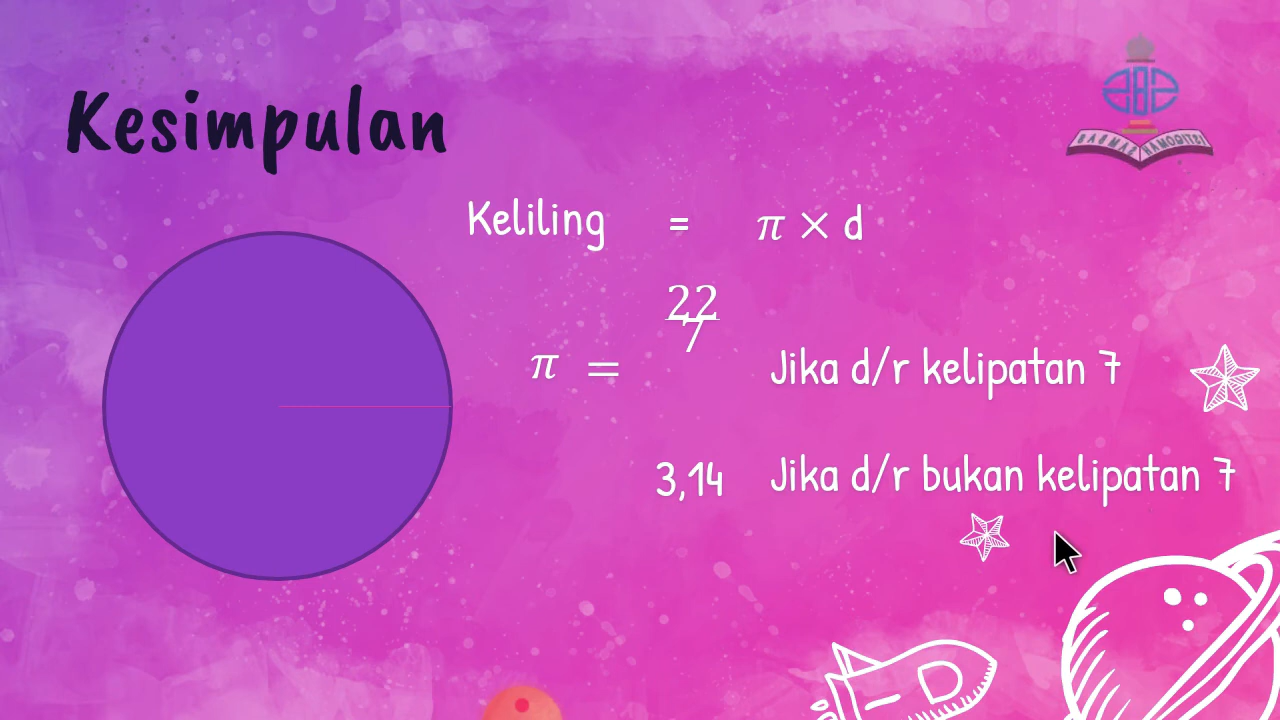 Kesimpulan
Keliling = π × d
π = 22/7 Jika d/r kelipatan 7
3,14 Jika d/r bukan kelipatan 7